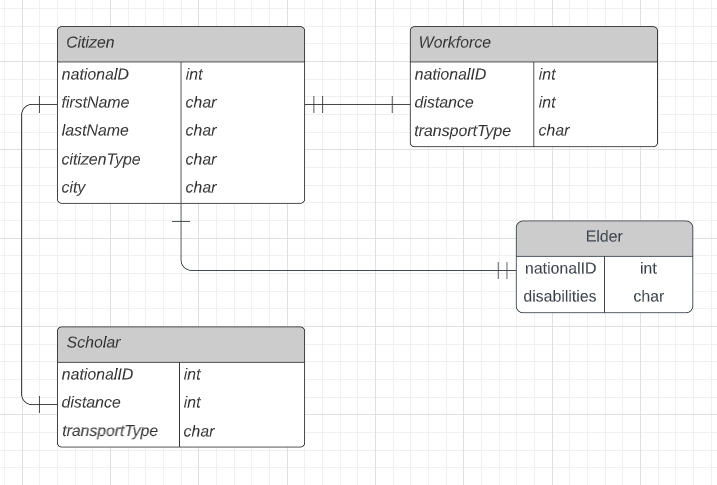 Citizen
nationalD int
firstName char
lastName char
citizenType char
city char
Workforce
nationalID int
distance int
transportType char
Elder
nationalID int
disabilities char
Scholar
nationalID int
distance int
transportType char